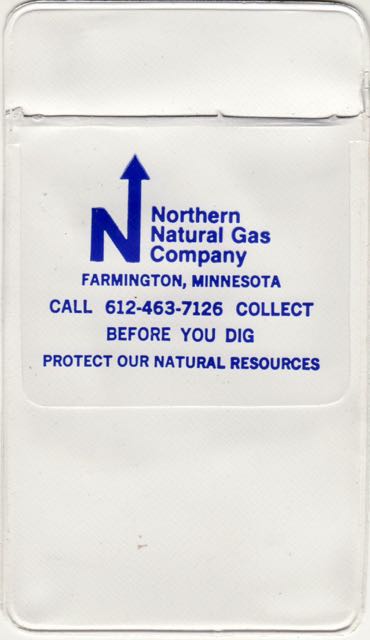 Northern
Natural Gas
Company
FARMINGTON, MINNESOTA
CALL 612-463-7126 COLLECT
BEFORE YOU DIG
PROTECT OUR NATURAL RESOURCES